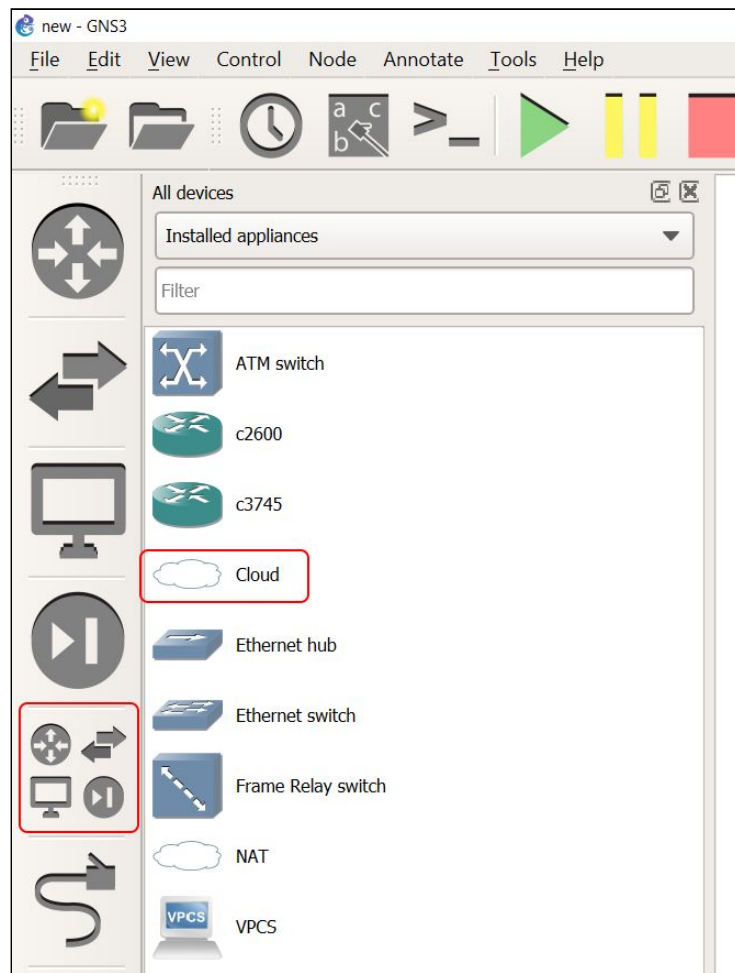 new - GNS3
File Edit View Control Node Annotate Tools Help
a c
b
>_
All devices
Installed appliances
Filter
ATM switch
c2600
c3745
Cloud
Ethernet hub
Ethernet switch
Frame Relay switch
NAT
VPCS
VPCS